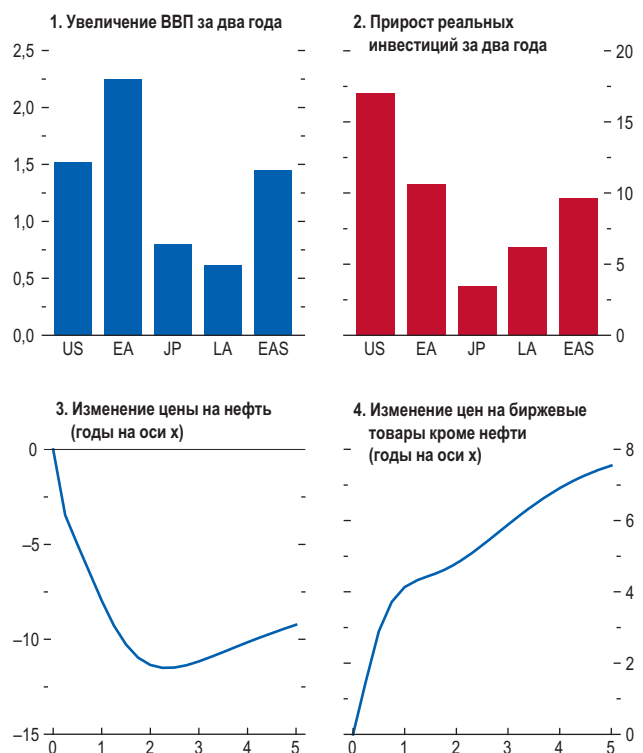 1. Увеличение ВВП за два года
2,5
2,0
1,5
1,0
0,5
0,0
US EA JP LA EAS
2. Прирост реальных
инвестиций за два года
20
15
10
5
0
US EA JP LA EAS
3. Изменение цены на нефть
(годы на оси x)
0
–5
–10
–15
0 1 2 3 4 5
4. Изменение цен на биржевые
товары кроме нефти
(годы на оси x)
8
6
4
2
0
0 1 2 3 4 5